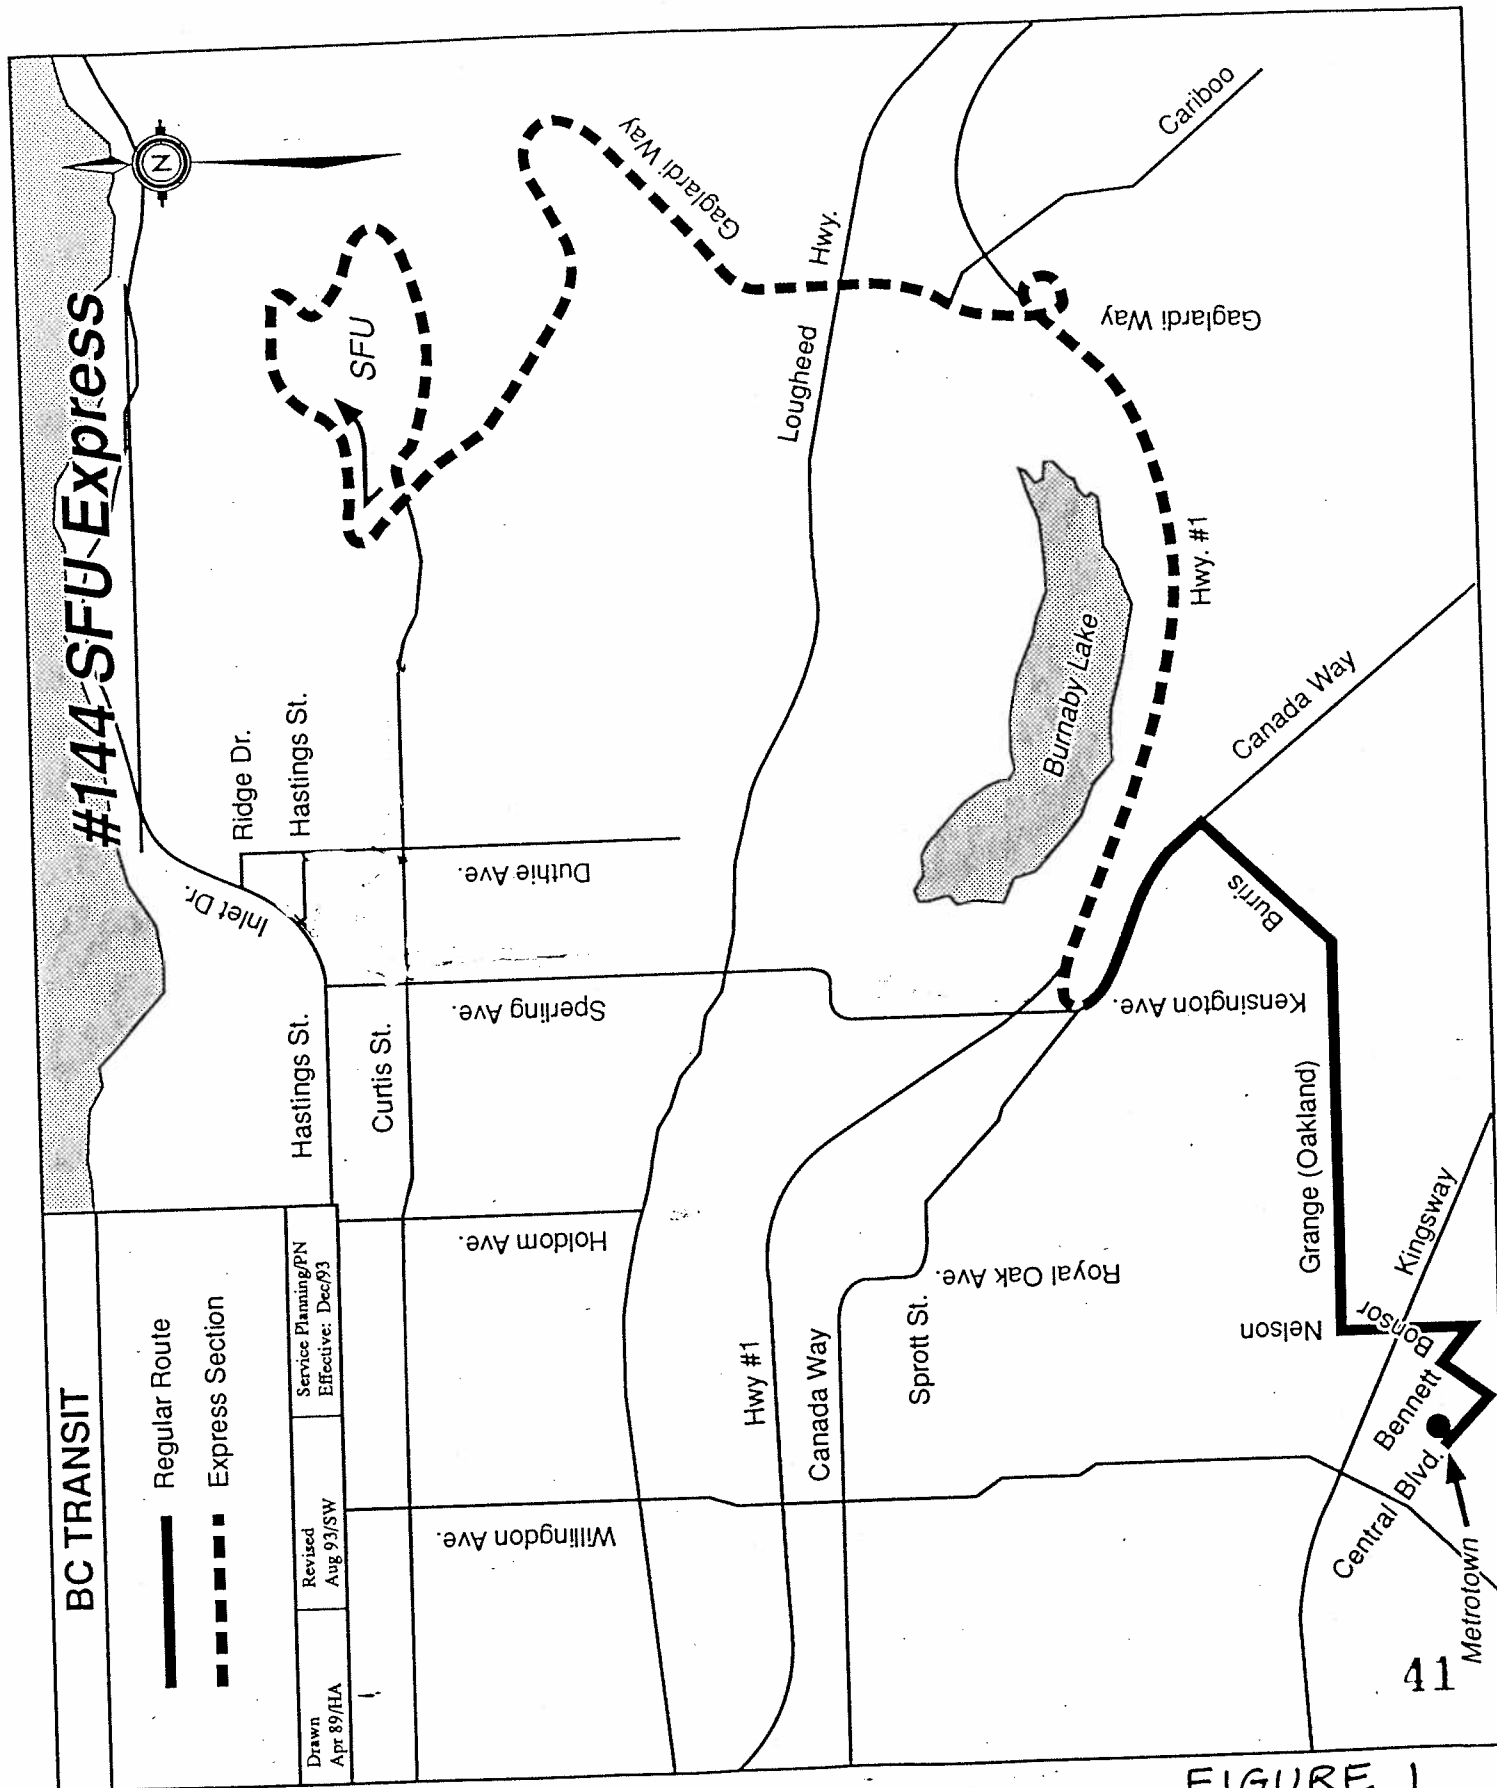 BC TRANSIT
Regular Route
Express Section
Drawn
Apr 89/HA
Revised
Aug 93/SW
Service Planning/PN
Effective: Dec/93
#144 SFU Express
N
Inlet Dr.
Ridge Dr.
Hastings St.
Hastings St.
Curtis St.
Duthie Ave.
Sperling Ave.
Holdom Ave.
Willingdon Ave.
SFU
Gaglardi Way
Lougheed
Hwy.
Cariboo
Gaglardi Way
Hwy. #1
Burnaby Lake
Canada Way
Burris
Kensington Ave.
Hwy #1
Canada Way
Sprott St.
Royal Oak Ave.
Grange (Oakland)
Nelson
Kingsway
Bonsor
Bennett
Central Blvd.
Metrotown
41
FIGURE 1